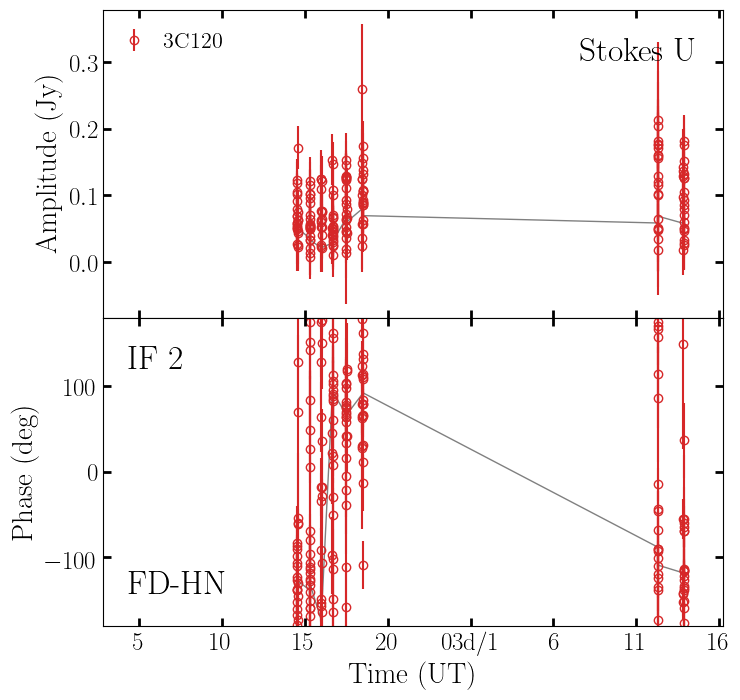 3C120
Stokes U
0.3
0.2
0.1
0.0
Amplitude (Jy)
IF 2
100
0
−100
Phase (deg)
FD-HN
5 10 15 20 03d/1 6 11 16
Time (UT)